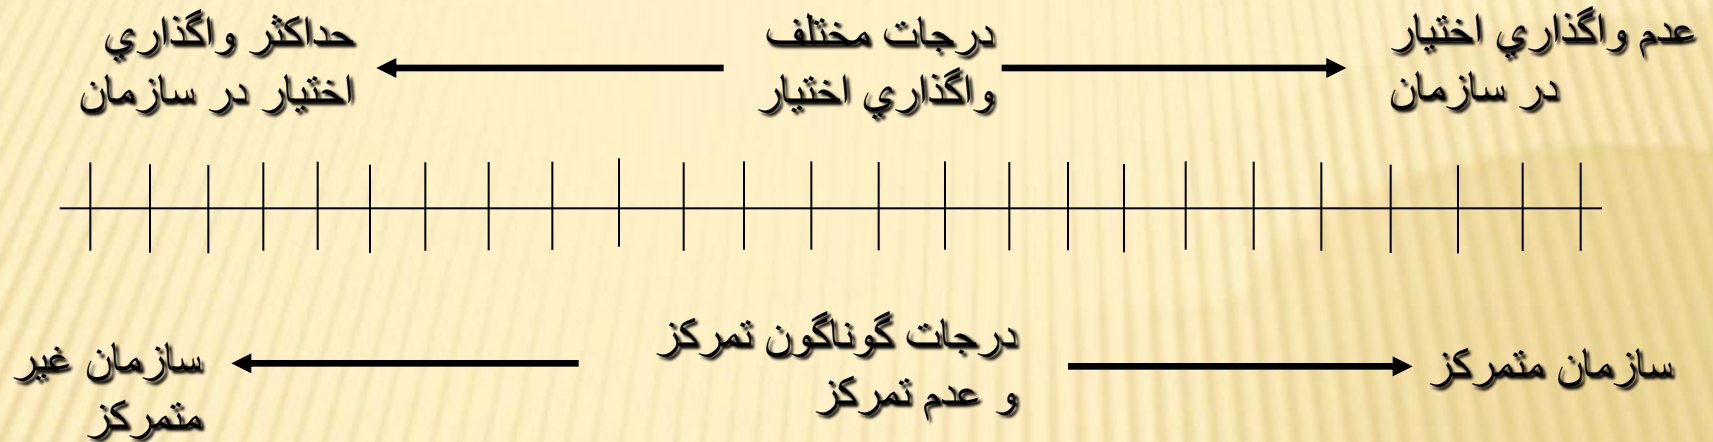 عدم واگذاري اختيار
در سازمان
درجات مختلف
واگذاري اختيار
حداكثر واگذاري
اختيار در سازمان
سازمان متمركز
درجات گوناگون تمركز
و عدم تمركز
سازمان غير
متمركز